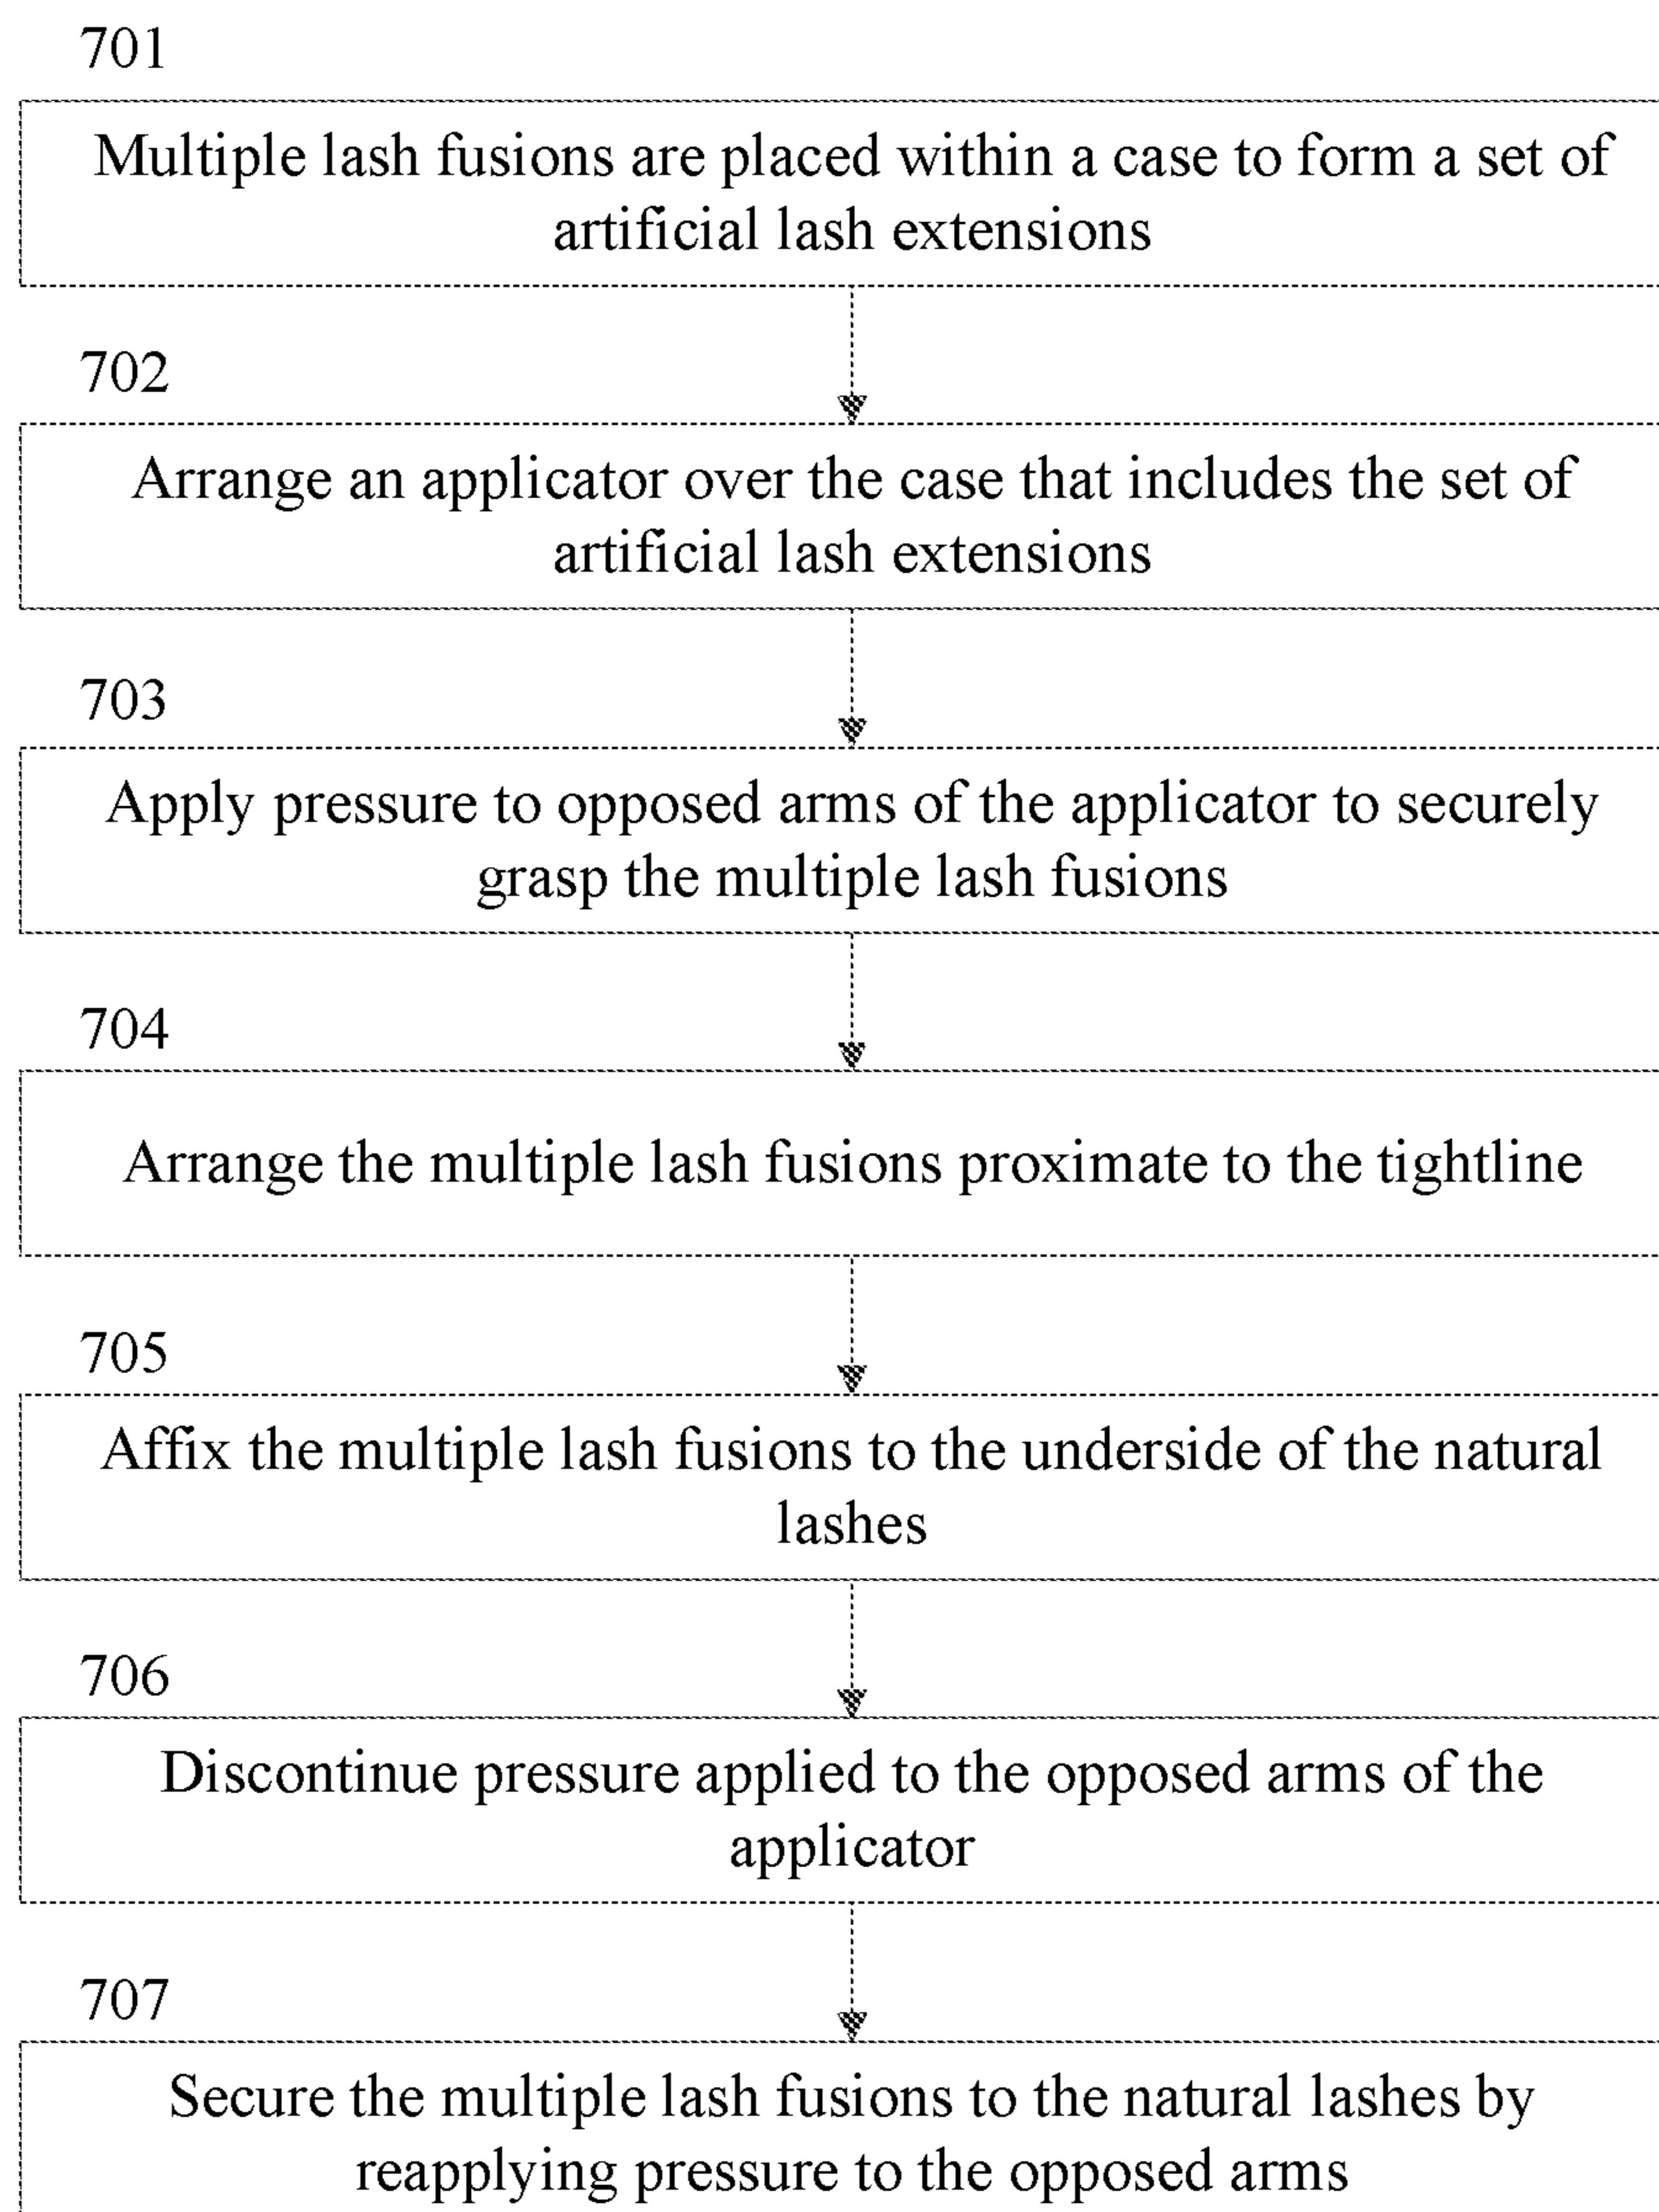 701
Multiple lash fusions are placed within a case to form a set of
artificial lash extensions
702
Arrange an applicator over the case that includes the set of
artificial lash extensions
703
Apply pressure to opposed arms of the applicator to securely
grasp the multiple lash fusions
704
Arrange the multiple lash fusions proximate to the tightline
705
Affix the multiple lash fusions to the underside of the natural
lashes
706
Discontinue pressure applied to the opposed arms of the
applicator
707
Secure the multiple lash fusions to the natural lashes by
reapplying pressure to the opposed arms